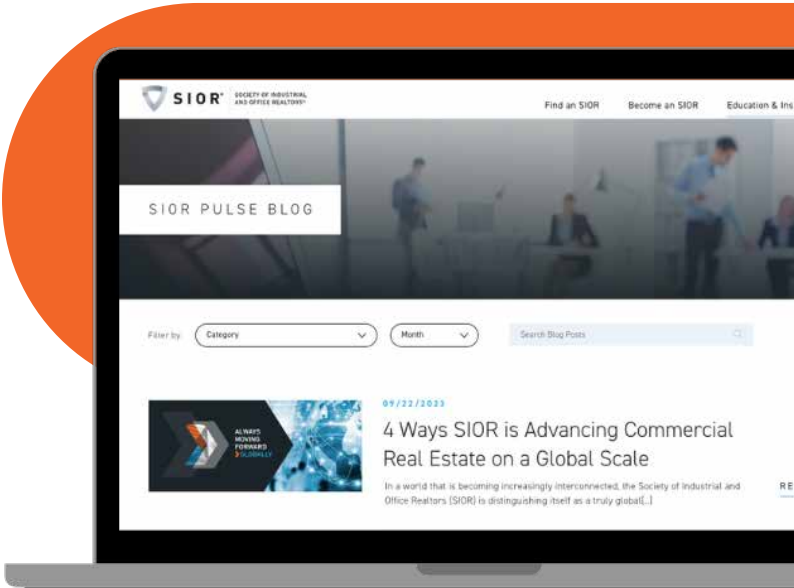 SIOR® SOCIETY OF INDUSTRIAL
AND OFFICE REALTORS®
Find an SIOR Become an SIOR Education & Ins
SIOR PULSE BLOG
Filter by Category Month Search Blog Posts
09/22/2023
ALWAYS
MOVING
FORWARD
GLOBALLY
4 Ways SIOR is Advancing Commercial
Real Estate on a Global Scale
In a world that is becoming increasingly interconnected, the Society of Industrial and
Office Realtors (SIOR) is distinguishing itself as a truly global[...]
RE